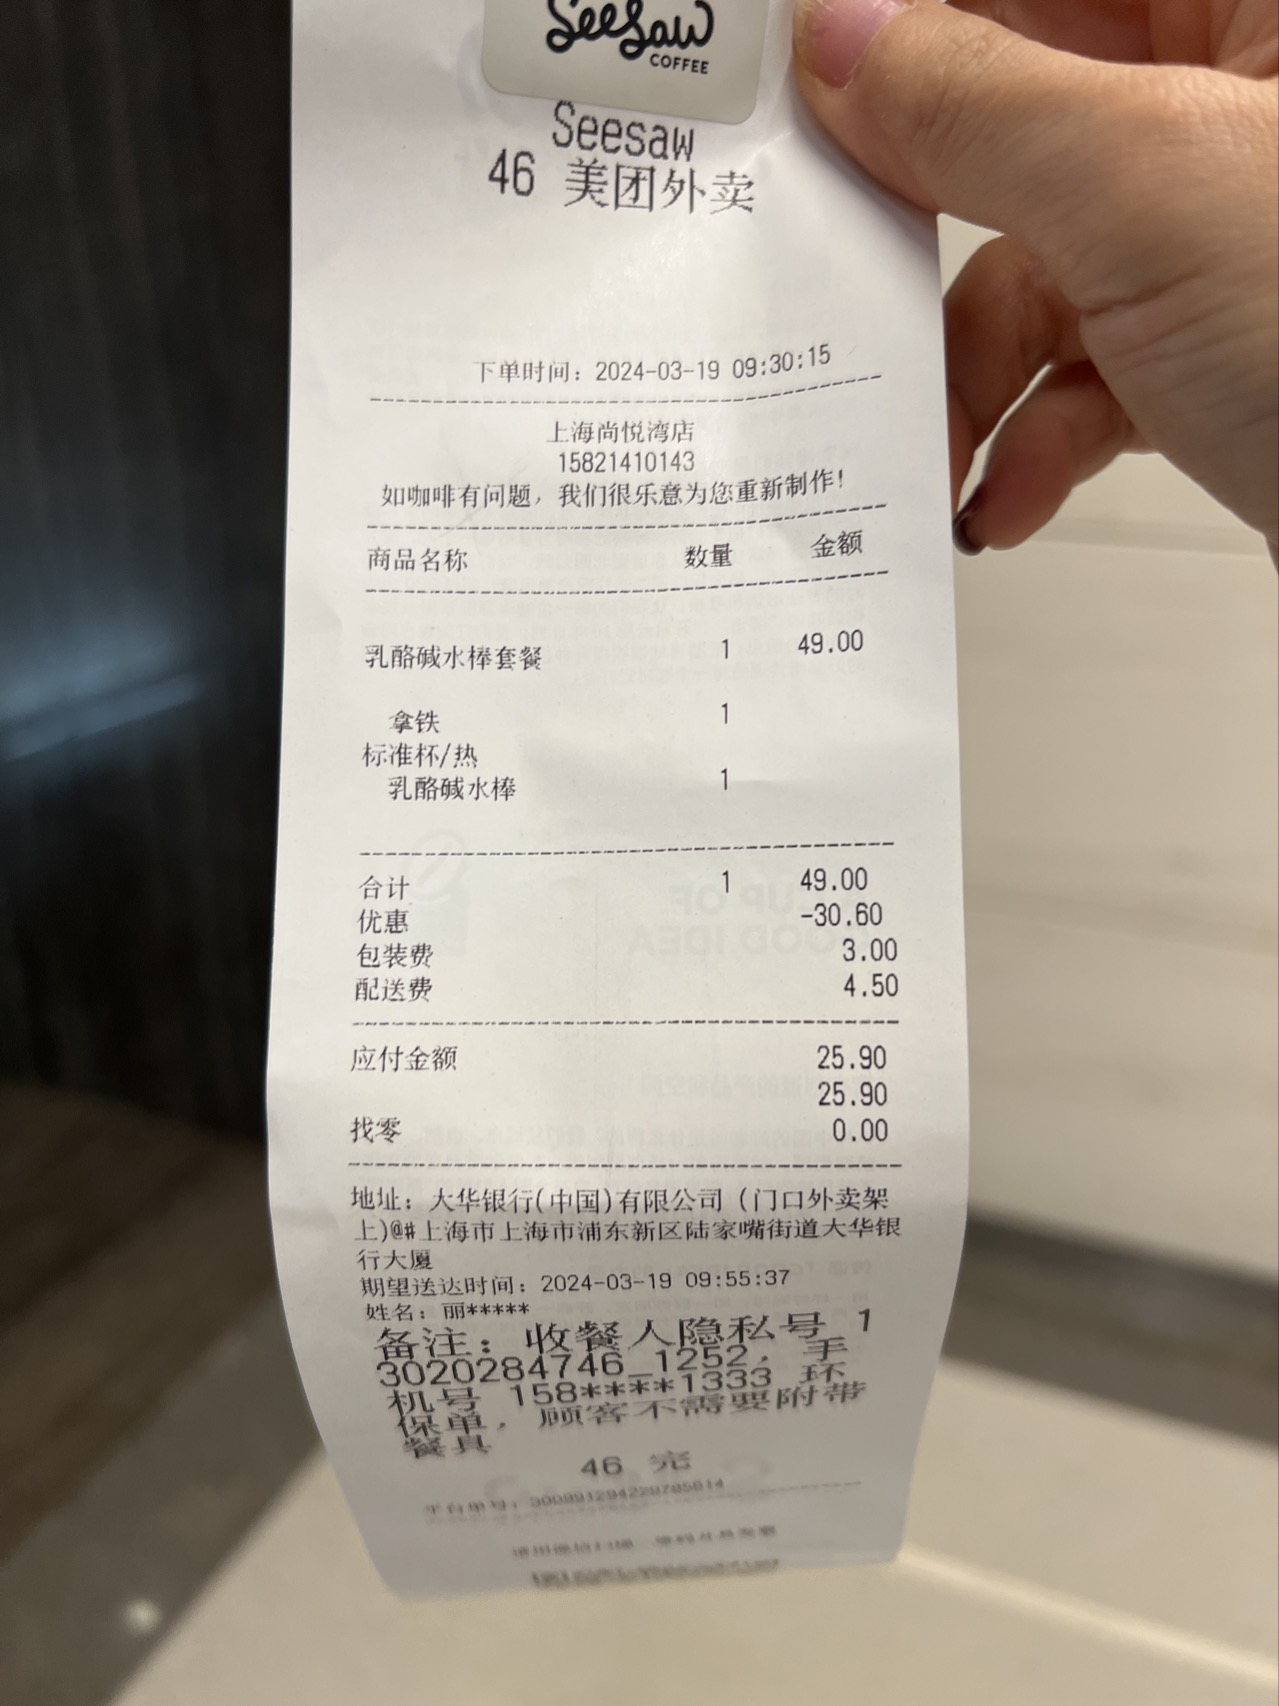 Seesaw
COFFEE
Seesaw
46 美团外卖
下单时间：2024-03-19 09:30:15
上海尚悦湾店
15821410143
如咖啡有问题，我们很乐意为您重新制作！
商品名称 数量 金额
乳酪碱水棒套餐 1 49.00
拿铁 1
标准杯/热
乳酪碱水棒 1
合计 1 49.00
优惠 -30.60
包装费 3.00
配送费 4.50
应付金额 25.90
25.90
找零 0.00
地址：大华银行(中国)有限公司（门口外卖架
上)@#上海市上海市浦东新区陆家嘴街道大华银
行大厦
期望送达时间：2024-03-19 09:55:37
姓名：丽*****
备注：收餐人隐私号 1
3020284746_1252，手
机号 158****1333 环
保单，顾客不需要附带
餐具
46 完
平台单号：